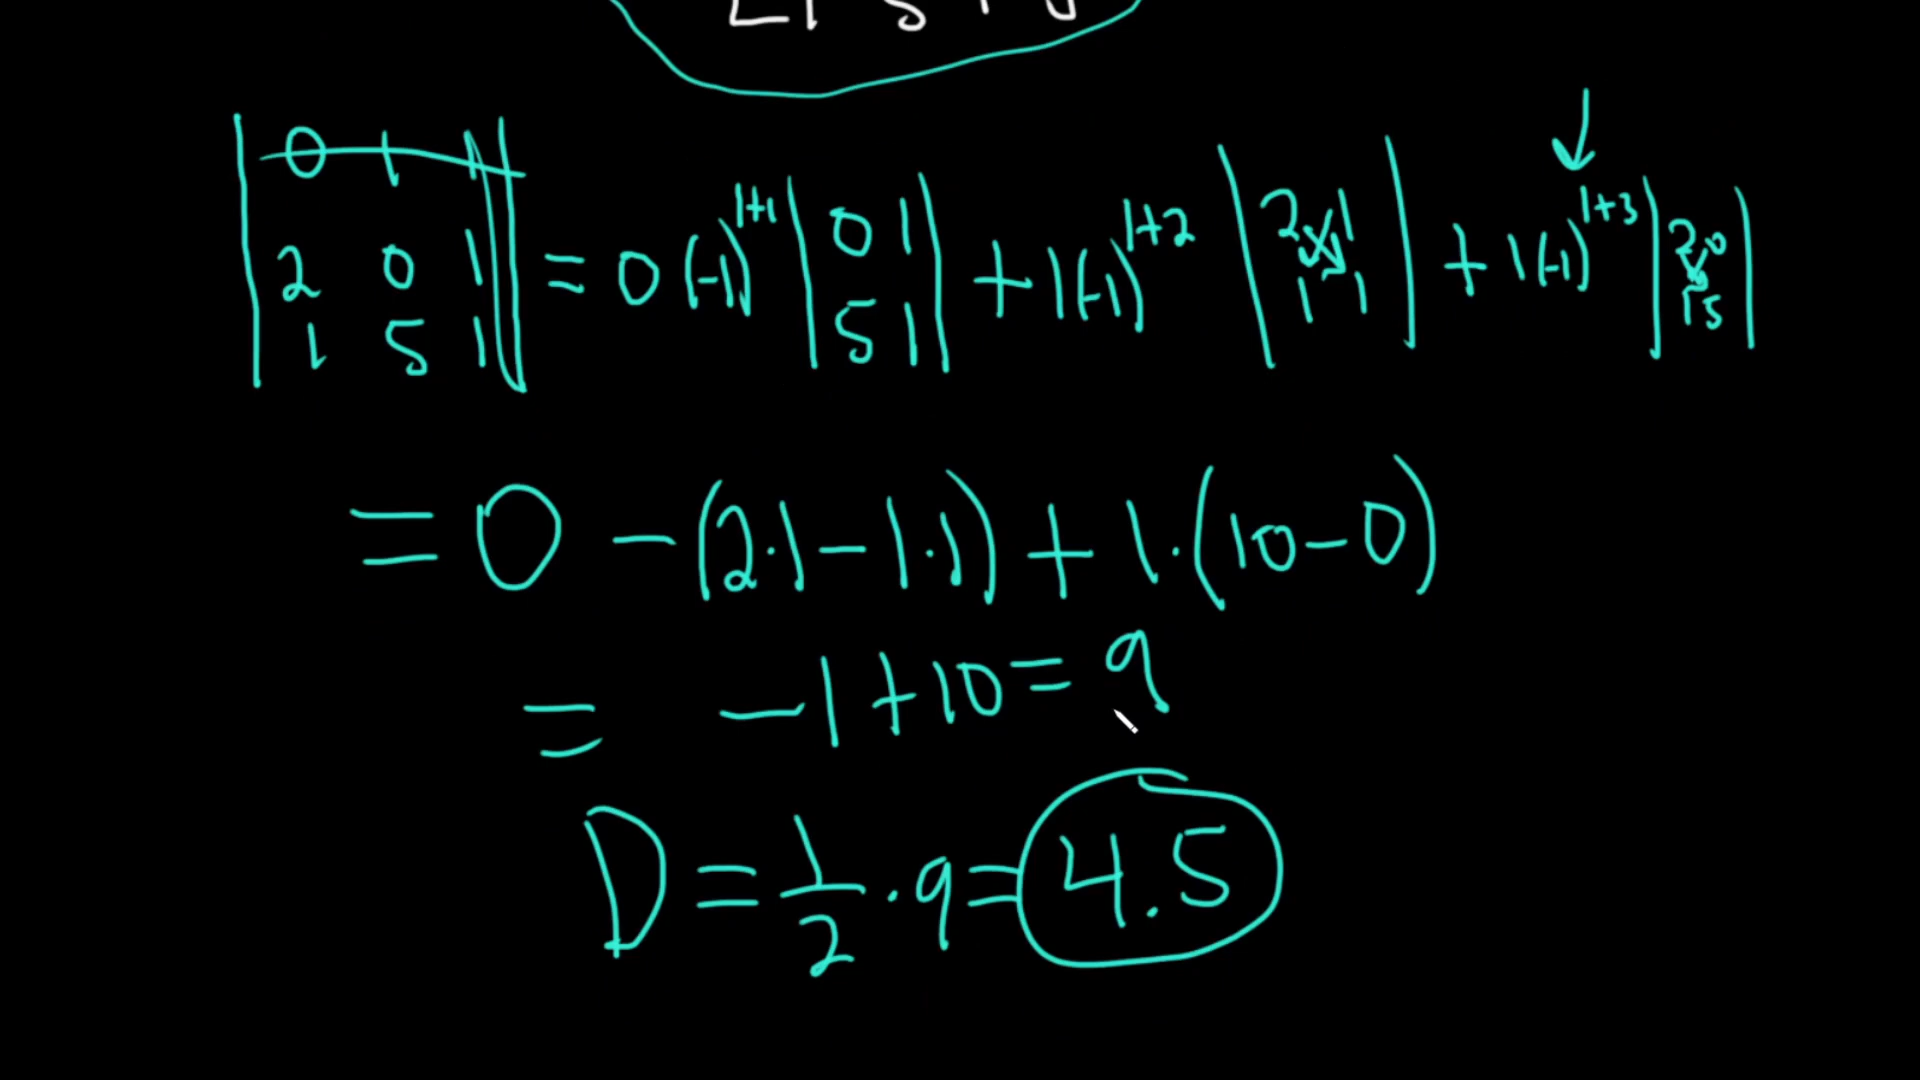 |0 1 1|
|2 0 1| = 0(-1)^{1+1} |0 1; 5 1| + 1(-1)^{1+2} |2 1; 1 1| + 1(-1)^{1+3} |2 0; 1 5|
|1 5 1|
= 0 - (2·1 - 1·1) + 1·(10 - 0)
= -1 + 10 = 9
D = 1/2 · 9 = 4.5